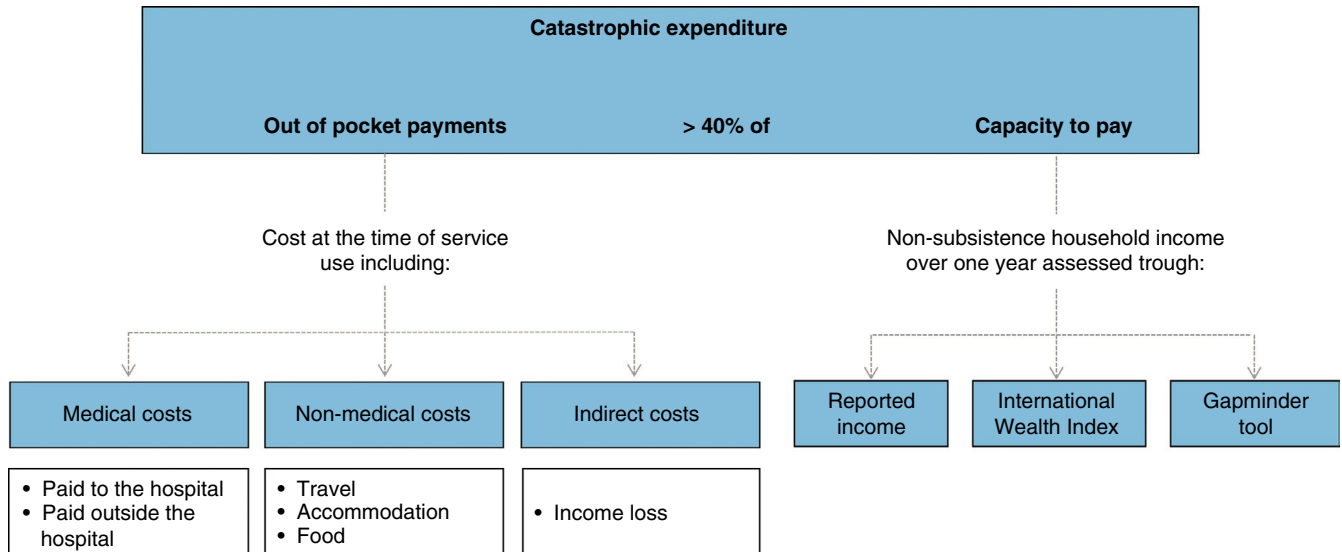 Catastrophic expenditure
Out of pocket payments > 40% of Capacity to pay
Cost at the time of service
use including:
Non-subsistence household income
over one year assessed trough:
Medical costs
Non-medical costs
Indirect costs
Reported
income
International
Wealth Index
Gapminder
tool
• Paid to the hospital
• Paid outside the
hospital
• Travel
• Accommodation
• Food
• Income loss